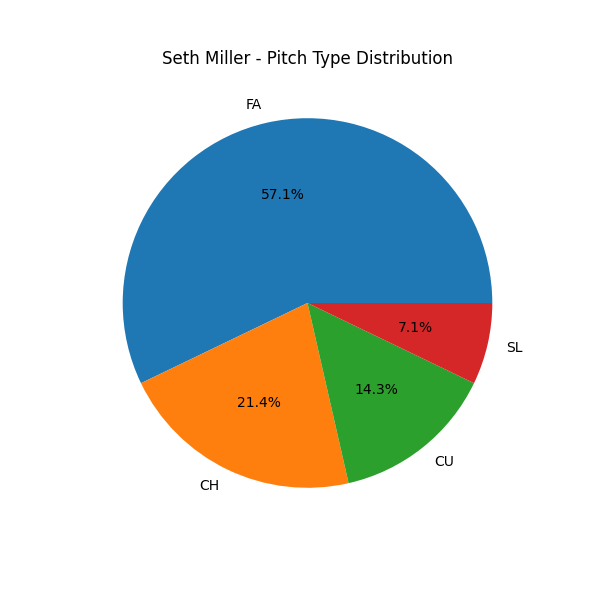 Seth Miller - Pitch Type Distribution
FA
57.1%
7.1%
SL
14.3%
21.4%
CU
CH